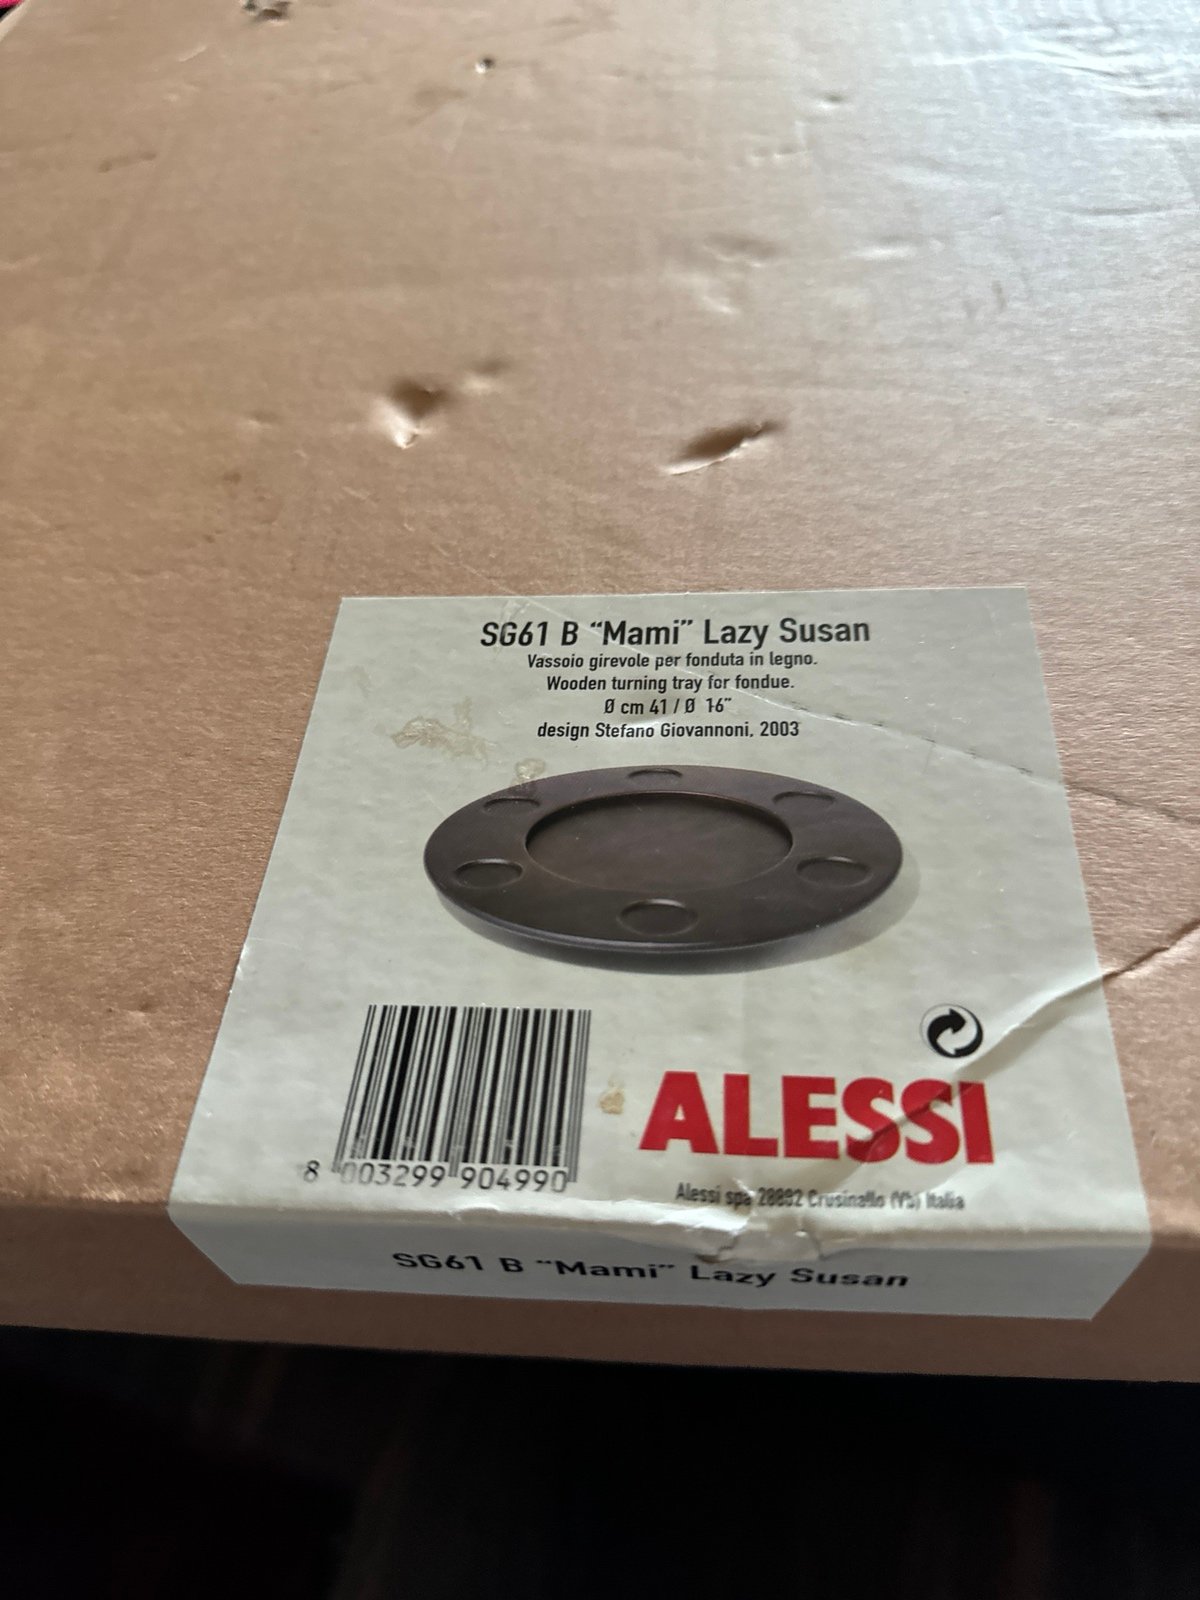 SG61 B “Mami” Lazy Susan
Vassoio girevole per fonduta in legno.
Wooden turning tray for fondue.
Ø cm 41 / Ø 16"
design Stefano Giovannoni, 2003
8 003299 904990
ALESSI
Alessi spa 28882 Crusinallo (Vb) Italia
SG61 B “Mami” Lazy Susan